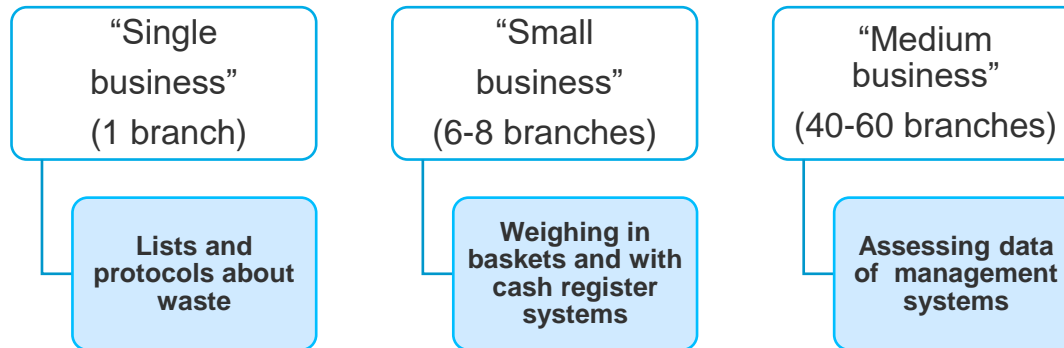 “Single
business”
(1 branch)
Lists and
protocols about
waste
“Small
business”
(6-8 branches)
Weighing in
baskets and with
cash register
systems
“Medium
business”
(40-60 branches)
Assessing data
of management
systems